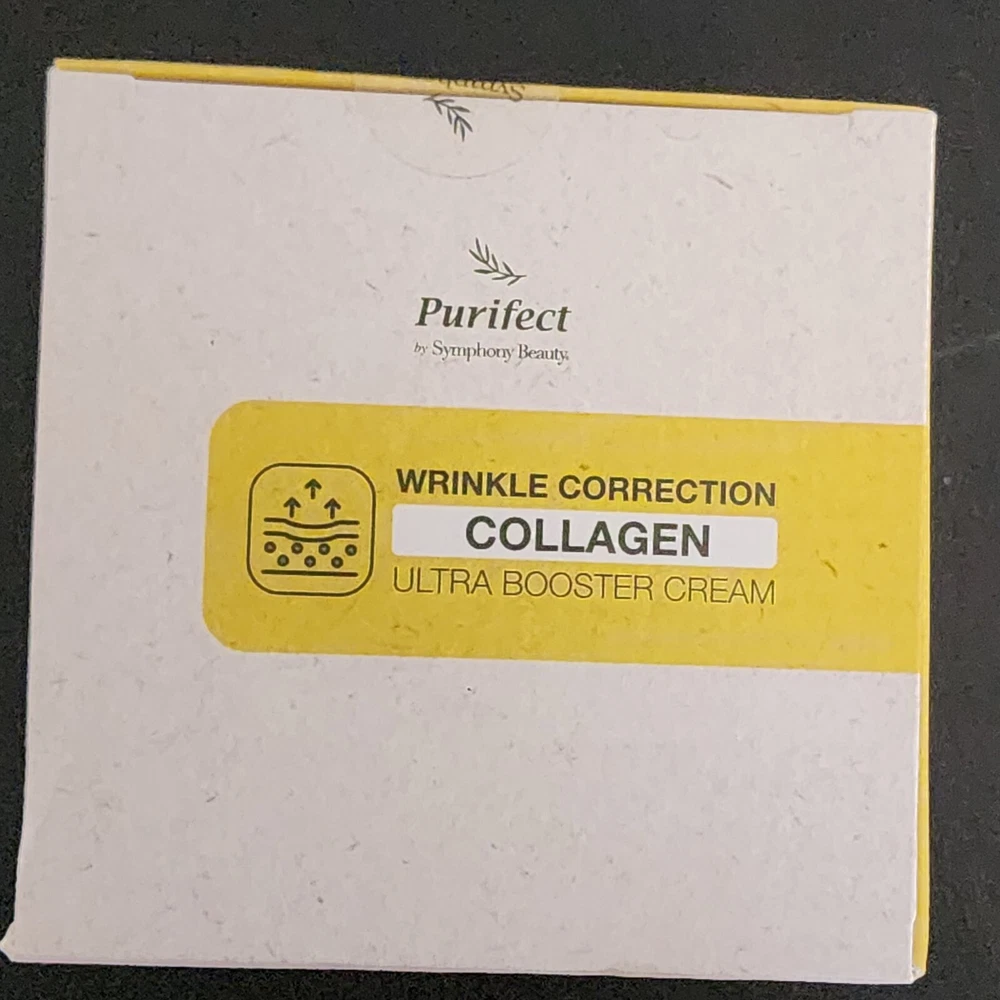 Purifect
by Symphony Beauty
WRINKLE CORRECTION
COLLAGEN
ULTRA BOOSTER CREAM